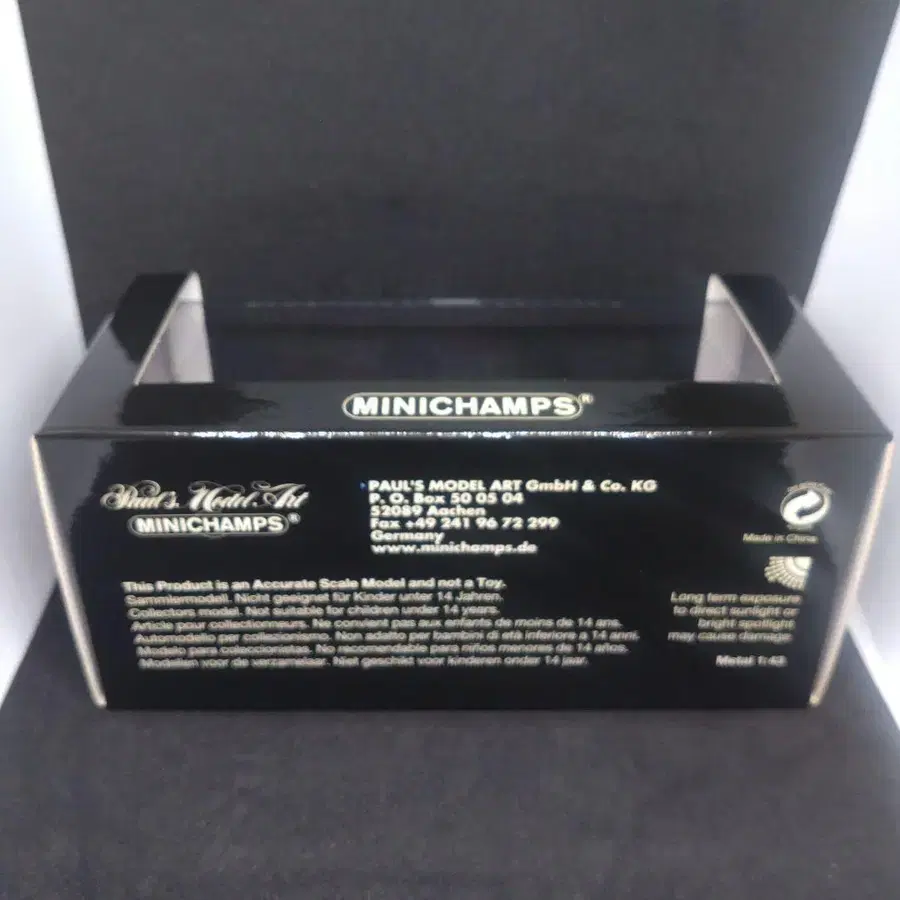 MINICHAMPS®
Paul's Model Art
MINICHAMPS®
PAUL'S MODEL ART GmbH & Co. KG
P. O. Box 50 05 04
52089 Aachen
Fax +49 241 96 72 299
Germany
www.minichamps.de
Made in China
This Product is an Accurate Scale Model and not a Toy.
Sammlermodell. Nicht geeignet für Kinder unter 14 Jahren.
Collectors model. Not suitable for children under 14 years.
Article pour collectionneurs. Ne convient pas aux enfants de moins de 14 ans.
Automodello per collezionisti. Non adatto per bambini di età inferiore a 14 anni.
Modelo para coleccionistas. No recomendable para niños menores de 14 años.
Modellen voor de verzamelaar. Niet geschikt voor kinderen onder 14 jaar.
Long term exposure
to direct sunlight or
bright spotlight
may cause damage.
Metal 1:43